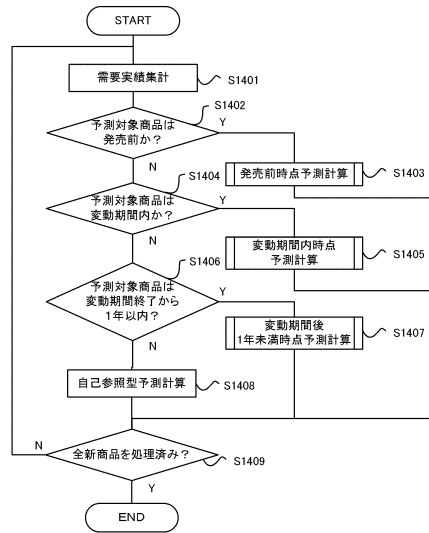 START
需要実績集計
S1401
S1402
予測対象商品は
発売前か？
Y
N
発売前時点予測計算
S1403
S1404
予測対象商品は
変動期間内か？
Y
N
変動期間内時点
予測計算
S1405
S1406
予測対象商品は
変動期間終了から
1年以内？
Y
N
変動期間後
1年未満時点予測計算
S1407
自己参照型予測計算
S1408
N
全新商品を処理済み？
S1409
Y
END